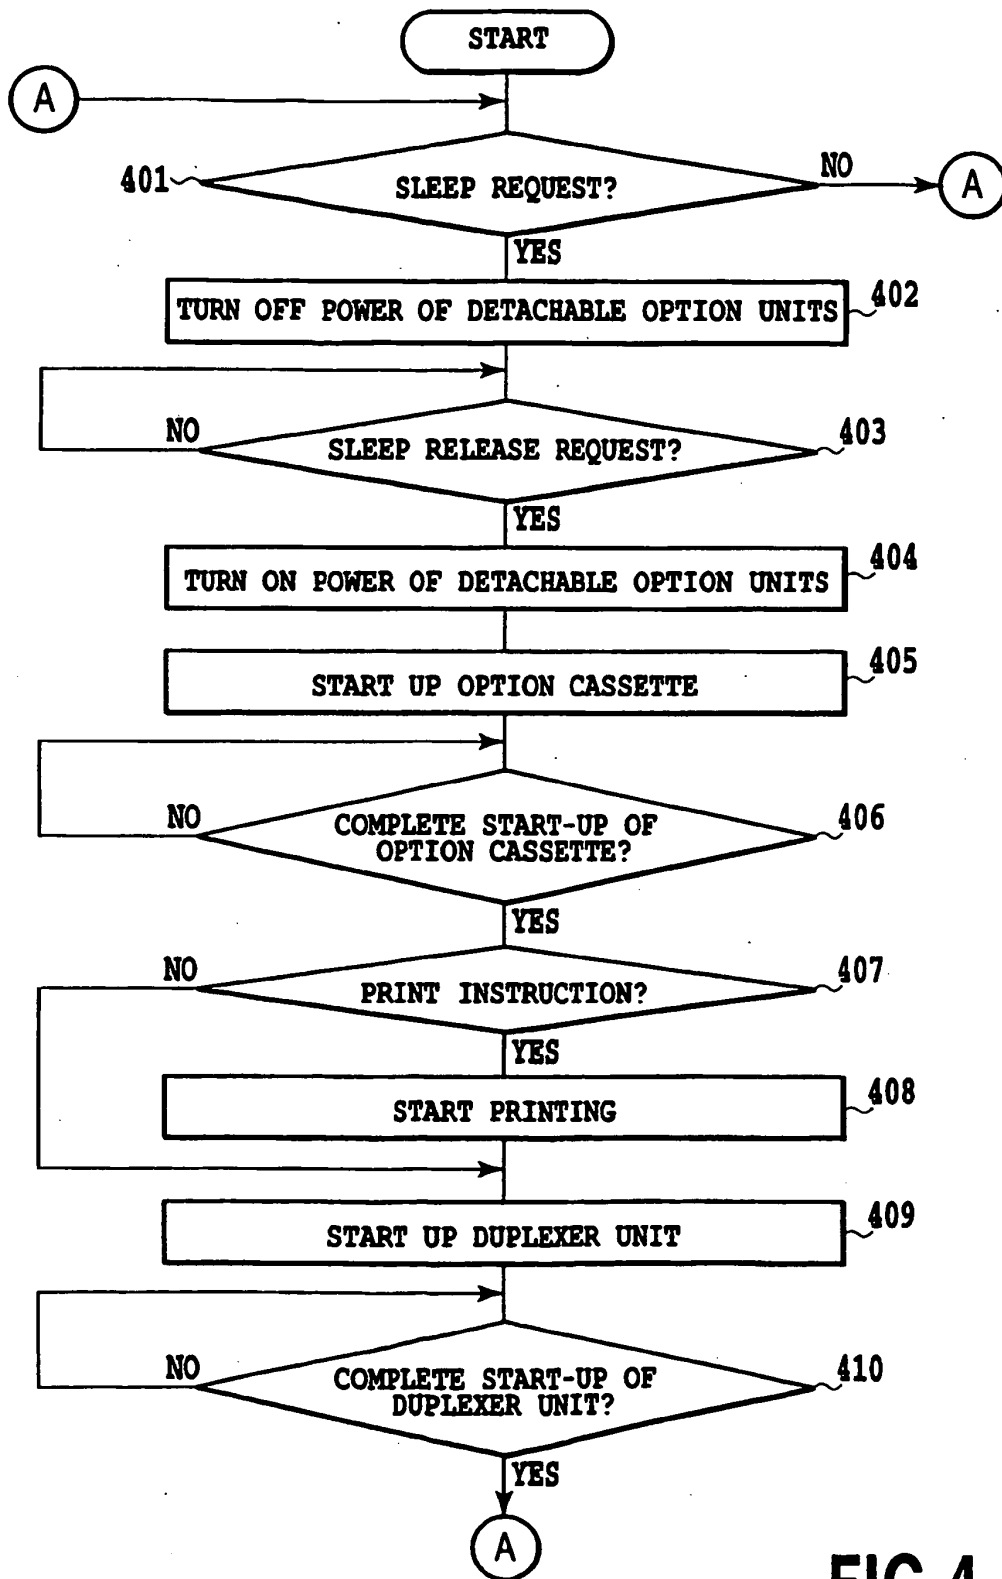 START
A
401
SLEEP REQUEST?
NO
A
YES
TURN OFF POWER OF DETACHABLE OPTION UNITS
402
NO
SLEEP RELEASE REQUEST?
403
YES
TURN ON POWER OF DETACHABLE OPTION UNITS
404
START UP OPTION CASSETTE
405
NO
COMPLETE START-UP OF
OPTION CASSETTE?
406
YES
NO
PRINT INSTRUCTION?
407
YES
START PRINTING
408
START UP DUPLEXER UNIT
409
NO
COMPLETE START-UP OF
DUPLEXER UNIT?
410
YES
A
FIG.4